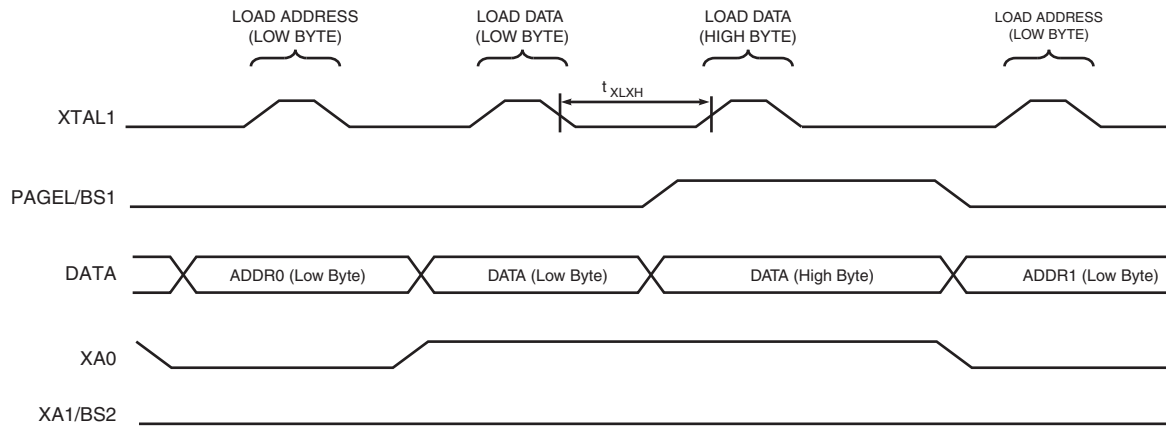 LOAD ADDRESS
(LOW BYTE)
LOAD DATA
(LOW BYTE)
LOAD DATA
(HIGH BYTE)
LOAD ADDRESS
(LOW BYTE)
t XLXH
XTAL1
PAGEL/BS1
DATA
ADDR0 (Low Byte)
DATA (Low Byte)
DATA (High Byte)
ADDR1 (Low Byte)
XA0
XA1/BS2